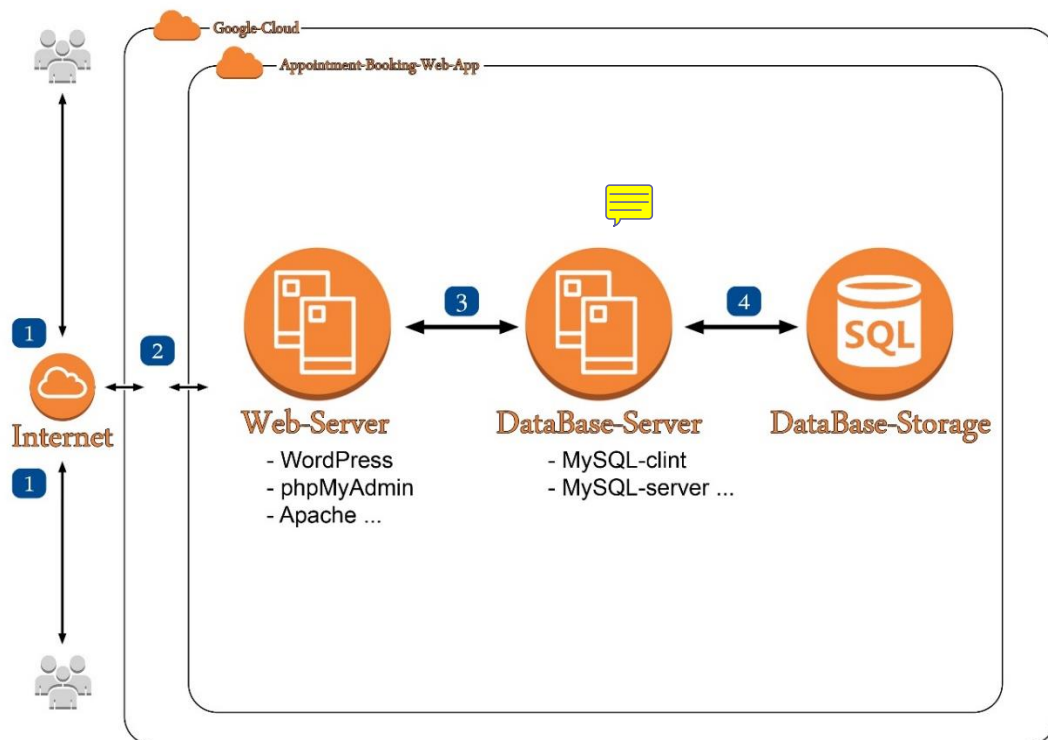 Google-Cloud
Appointment-Booking-Web-App
1
2
3
4
SQL
Internet
Web-Server
DataBase-Server
DataBase-Storage
1
- WordPress
- phpMyAdmin
- Apache ...
- MySQL-clint
- MySQL-server ...